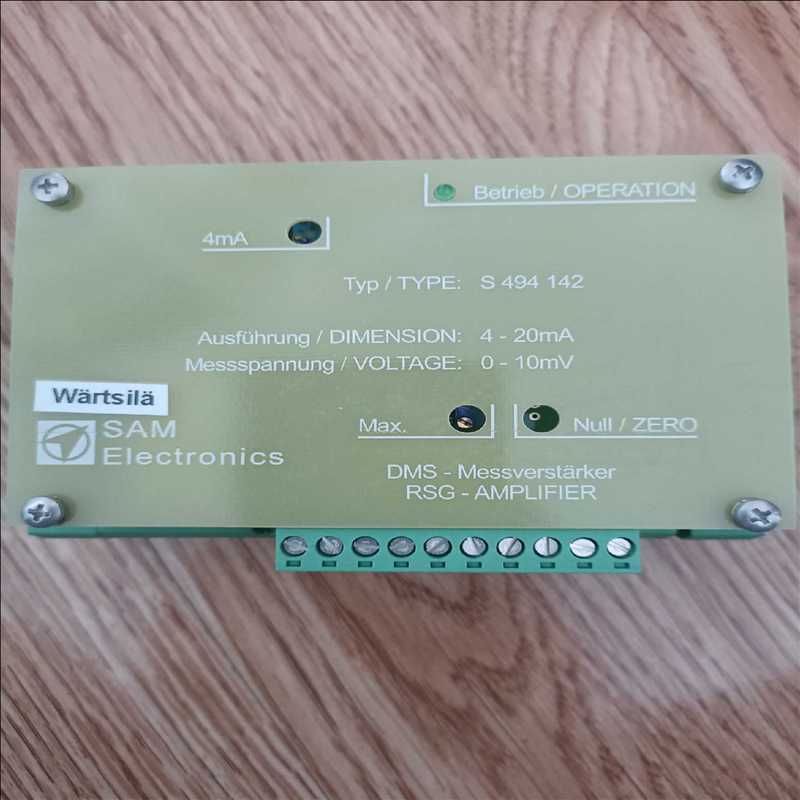 Betrieb / OPERATION
4mA
Typ / TYPE: S 494 142
Ausführung / DIMENSION: 4 - 20mA
Messspannung / VOLTAGE: 0 - 10mV
Wärtsilä
SAM
Electronics
Max.
Null / ZERO
DMS - Messverstärker
RSG - AMPLIFIER